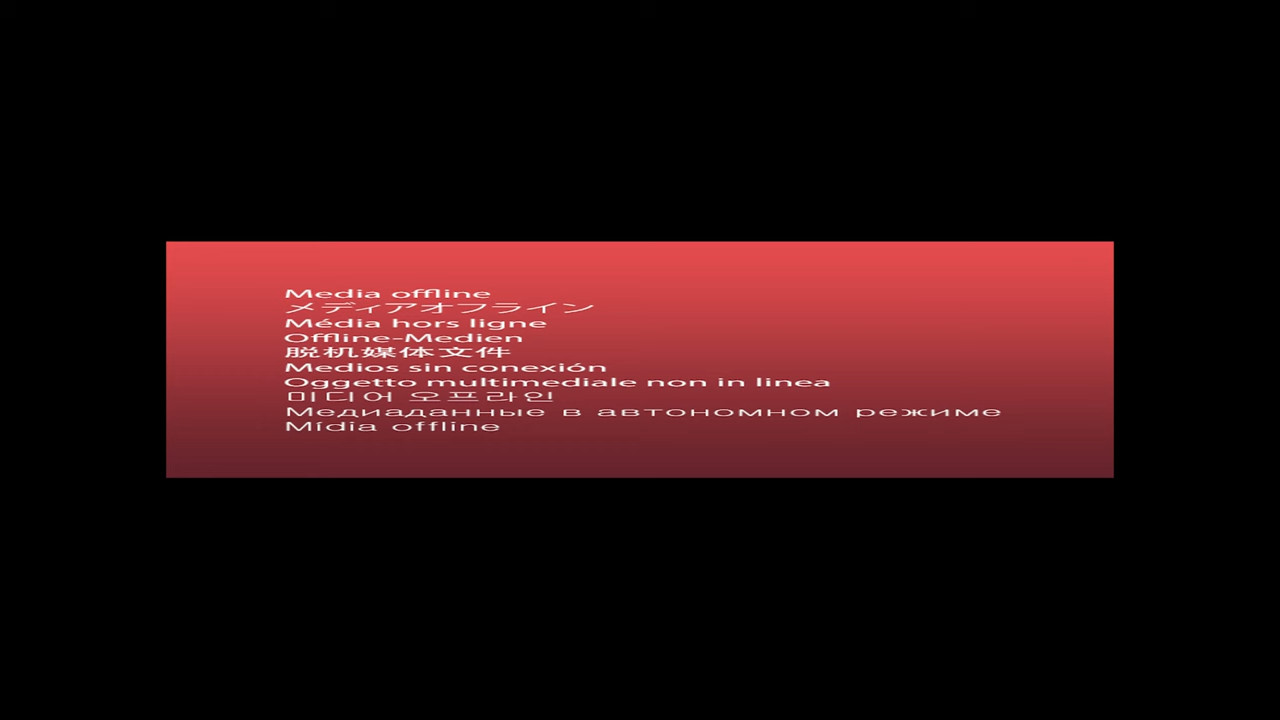 Media offline
メディアオフライン
Média hors ligne
Offline-Medien
脱机媒体文件
Medios sin conexión
Oggetto multimediale non in linea
미디어 오프라인
Медиаданные в автономном режиме
Mídia offline